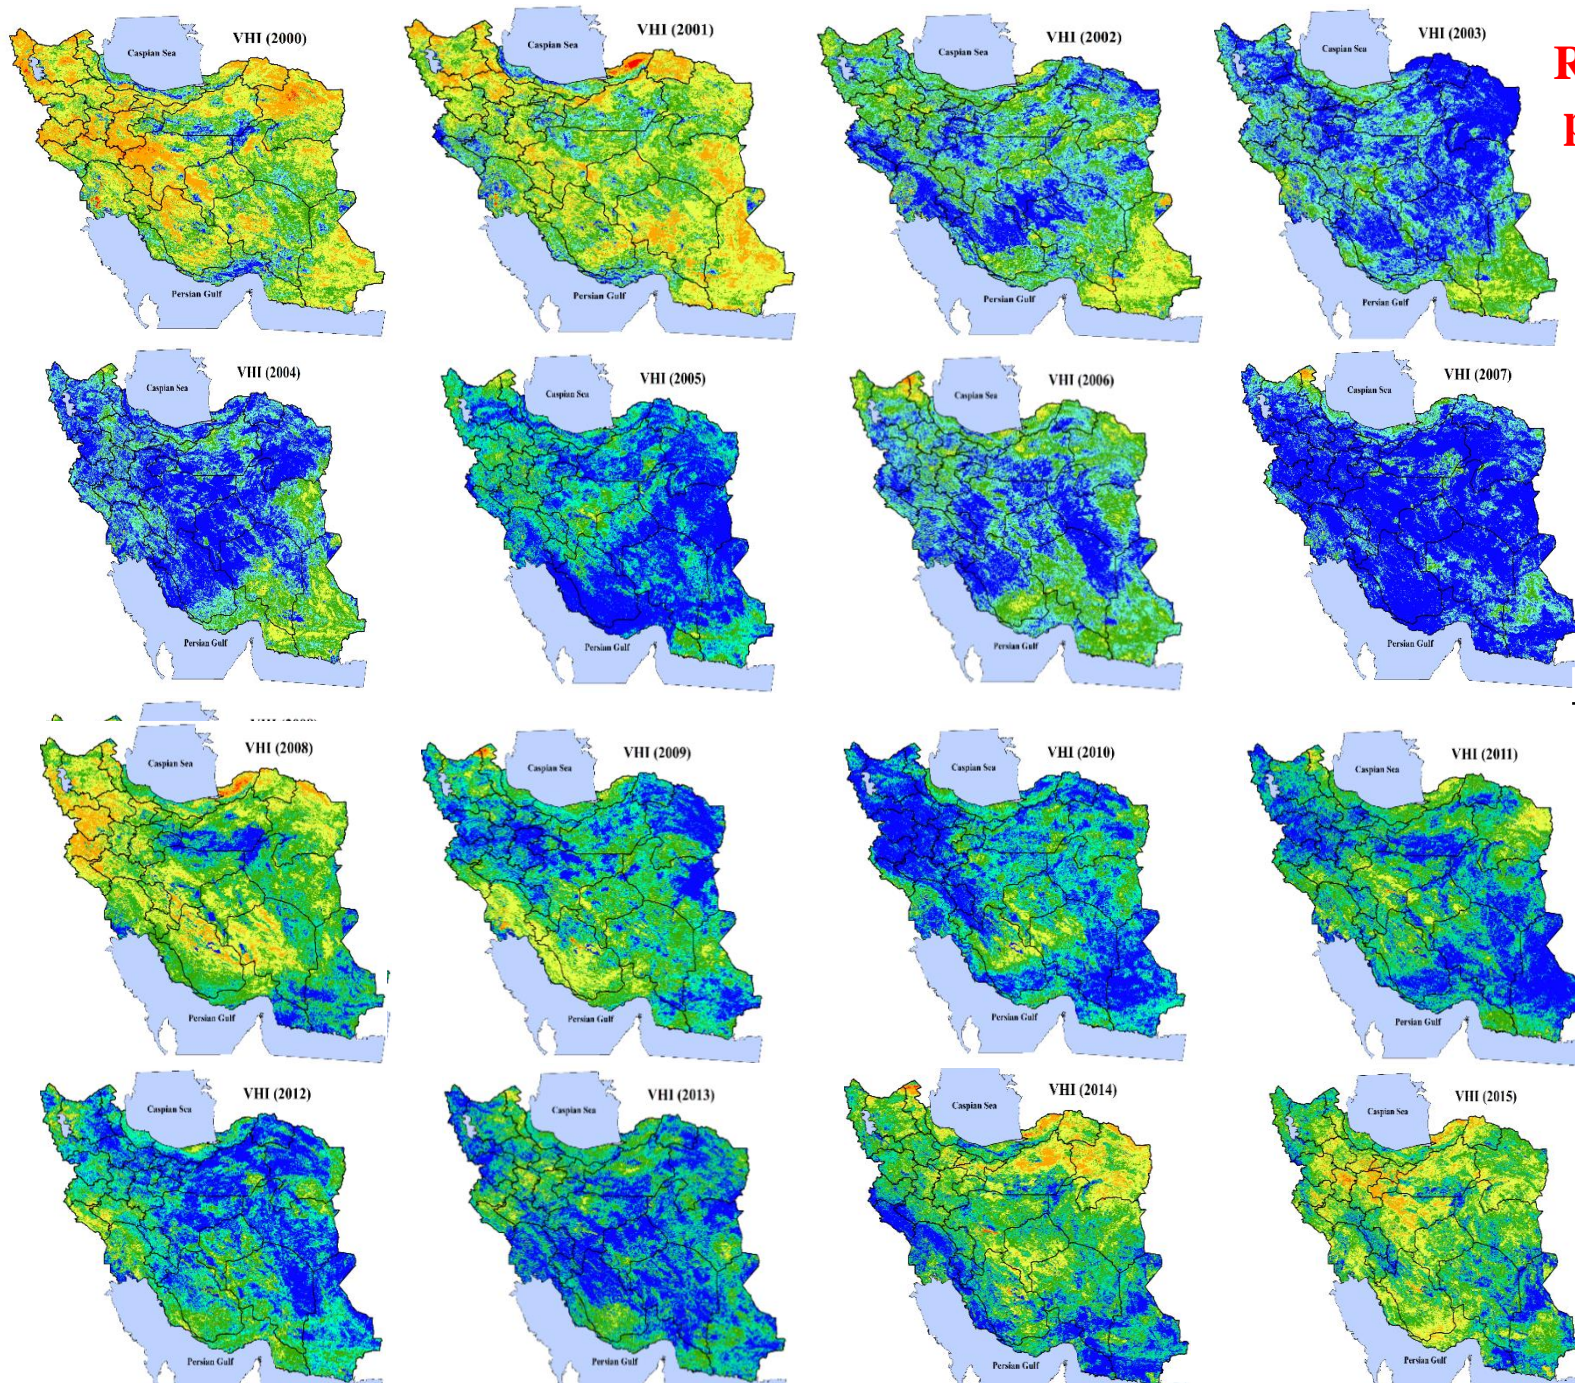 VHI (2000)
Caspian Sea
Persian Gulf
VHI (2001)
Caspian Sea
Persian Gulf
VHI (2002)
Caspian Sea
Persian Gulf
VHI (2003)
Caspian Sea
Persian Gulf
R
p
VHI (2004)
Caspian Sea
Persian Gulf
VHI (2005)
Caspian Sea
Persian Gulf
VHI (2006)
Caspian Sea
Persian Gulf
VHI (2007)
Caspian Sea
Persian Gulf
VHI (2008)
Caspian Sea
Persian Gulf
VHI (2009)
Caspian Sea
Persian Gulf
VHI (2010)
Caspian Sea
Persian Gulf
VHI (2011)
Caspian Sea
Persian Gulf
VHI (2012)
Caspian Sea
Persian Gulf
VHI (2013)
Caspian Sea
Persian Gulf
VHI (2014)
Caspian Sea
Persian Gulf
VHI (2015)
Caspian Sea
Persian Gulf